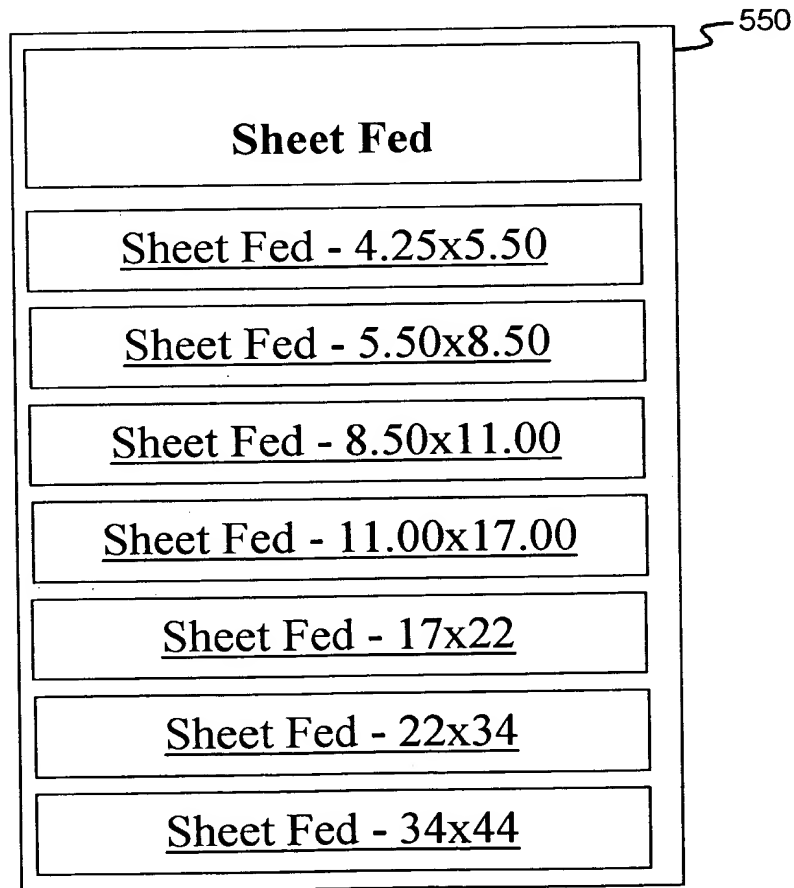 550
Sheet Fed
Sheet Fed - 4.25x5.50
Sheet Fed - 5.50x8.50
Sheet Fed - 8.50x11.00
Sheet Fed - 11.00x17.00
Sheet Fed - 17x22
Sheet Fed - 22x34
Sheet Fed - 34x44